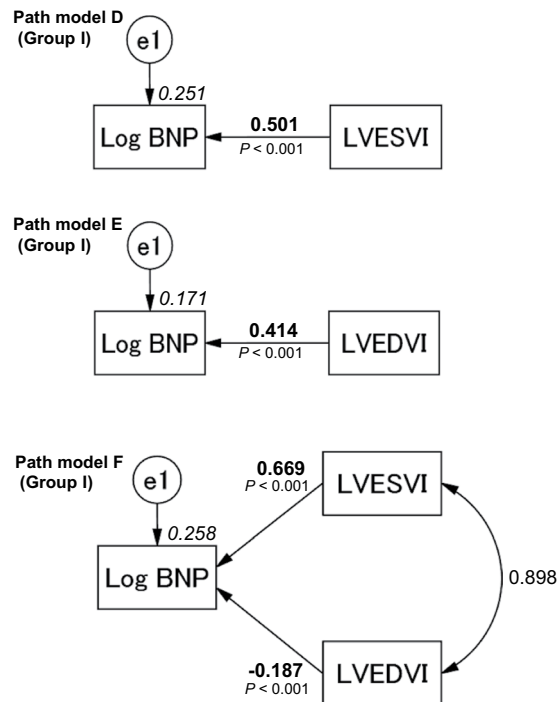 Path model D
(Group I)
e1
0.251
Log BNP
0.501
P < 0.001
LVESVI
Path model E
(Group I)
e1
0.171
Log BNP
0.414
P < 0.001
LVEDVI
Path model F
(Group I)
e1
0.258
Log BNP
0.669
P < 0.001
LVESVI
0.898
-0.187
P < 0.001
LVEDVI